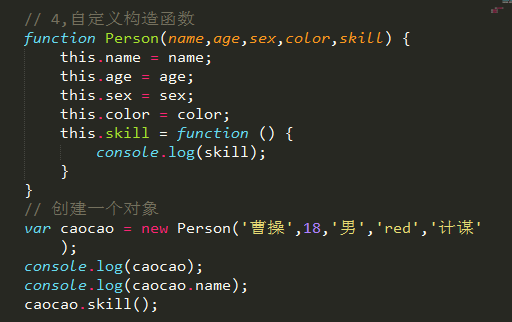 // 4,自定义构造函数
function Person(name,age,sex,color,skill) {
    this.name = name;
    this.age = age;
    this.sex = sex;
    this.color = color;
    this.skill = function () {
        console.log(skill);
    }
}
// 创建一个对象
var caocao = new Person('曹操',18,'男','red','计谋'
    );
console.log(caocao);
console.log(caocao.name);
caocao.skill();